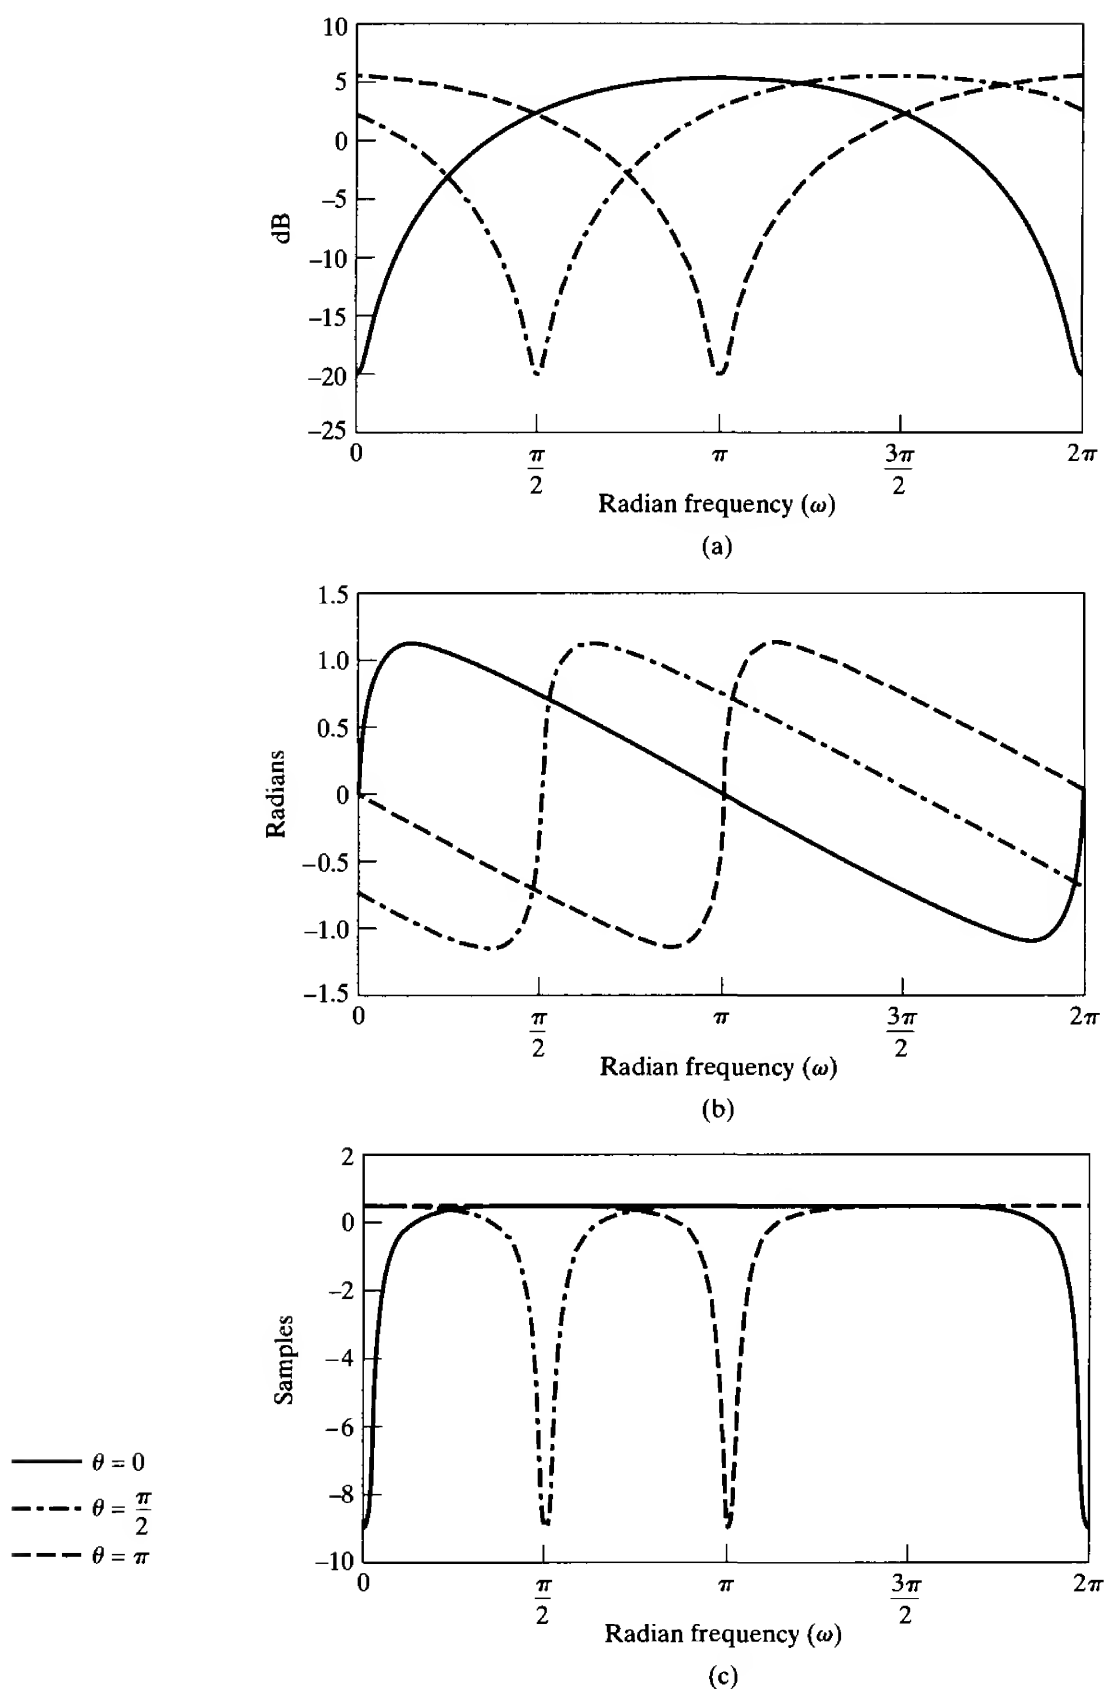 10
5
0
−5
−10
−15
−20
−25
dB
0
π/2
π
3π/2
2π
Radian frequency (ω)
(a)
1.5
1.0
0.5
0
−0.5
−1.0
−1.5
Radians
0
π/2
π
3π/2
2π
Radian frequency (ω)
(b)
2
0
−2
−4
−6
−8
−10
Samples
0
π/2
π
3π/2
2π
Radian frequency (ω)
(c)
θ = 0
θ = π/2
θ = π